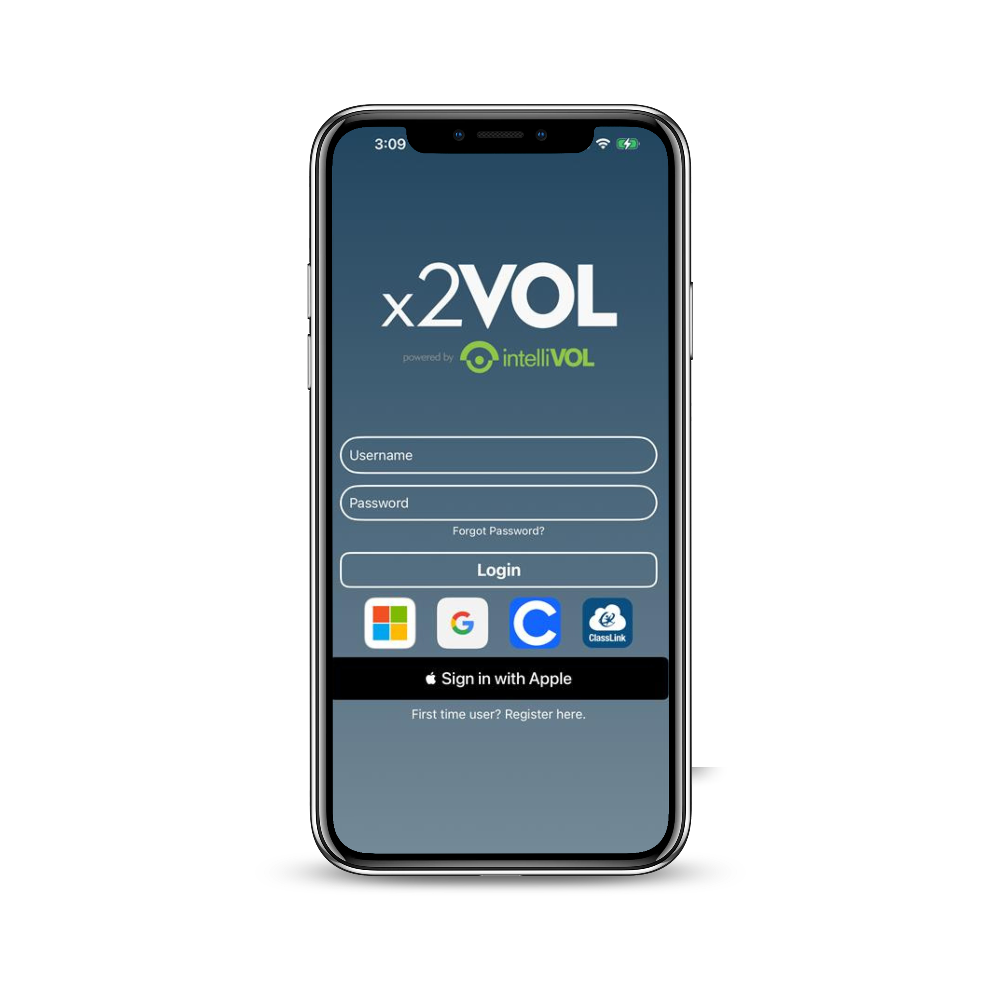 3:09
x2VOL
powered by intelliVOL
Username
Password
Forgot Password?
Login
ClassLink
Sign in with Apple
First time user? Register here.